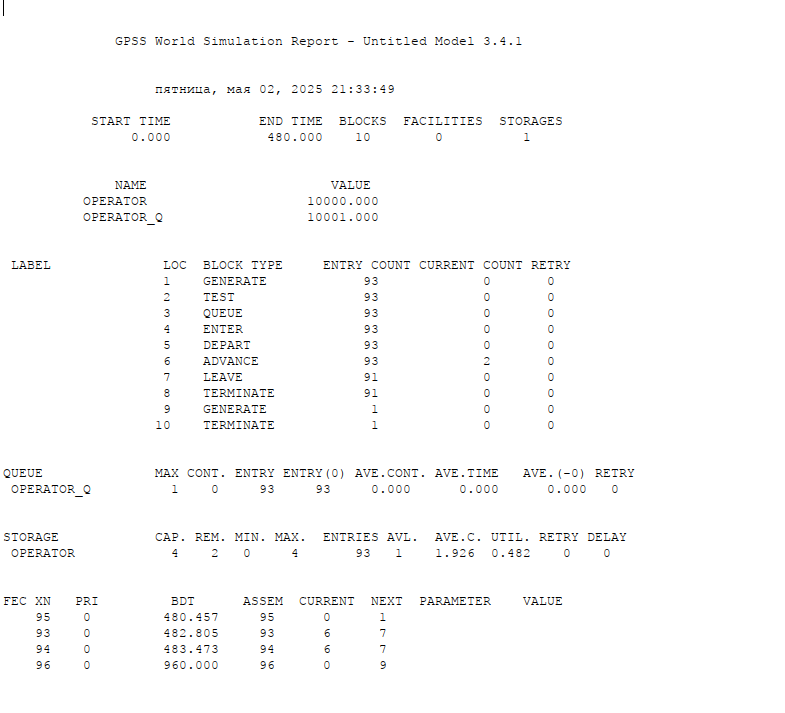 GPSS World Simulation Report - Untitled Model 3.4.1
пятница, мая 02, 2025 21:33:49
START TIME END TIME BLOCKS FACILITIES STORAGES
0.000 480.000 10 0 1
NAME VALUE
OPERATOR 10000.000
OPERATOR_Q 10001.000
LABEL LOC BLOCK TYPE ENTRY COUNT CURRENT COUNT RETRY
1 GENERATE 93 0 0
2 TEST 93 0 0
3 QUEUE 93 0 0
4 ENTER 93 0 0
5 DEPART 93 0 0
6 ADVANCE 93 2 0
7 LEAVE 91 0 0
8 TERMINATE 91 0 0
9 GENERATE 1 0 0
10 TERMINATE 1 0 0
QUEUE MAX CONT. ENTRY ENTRY(0) AVE.CONT. AVE.TIME AVE.(-0) RETRY
OPERATOR_Q 1 0 93 93 0.000 0.000 0.000 0
STORAGE CAP. REM. MIN. MAX. ENTRIES AVL. AVE.C. UTIL. RETRY DELAY
OPERATOR 4 2 0 4 93 1 1.926 0.482 0 0
FEC XN PRI BDT ASSEM CURRENT NEXT PARAMETER VALUE
95 0 480.457 95 0 1
93 0 482.805 93 6 7
94 0 483.473 94 6 7
96 0 960.000 96 0 9